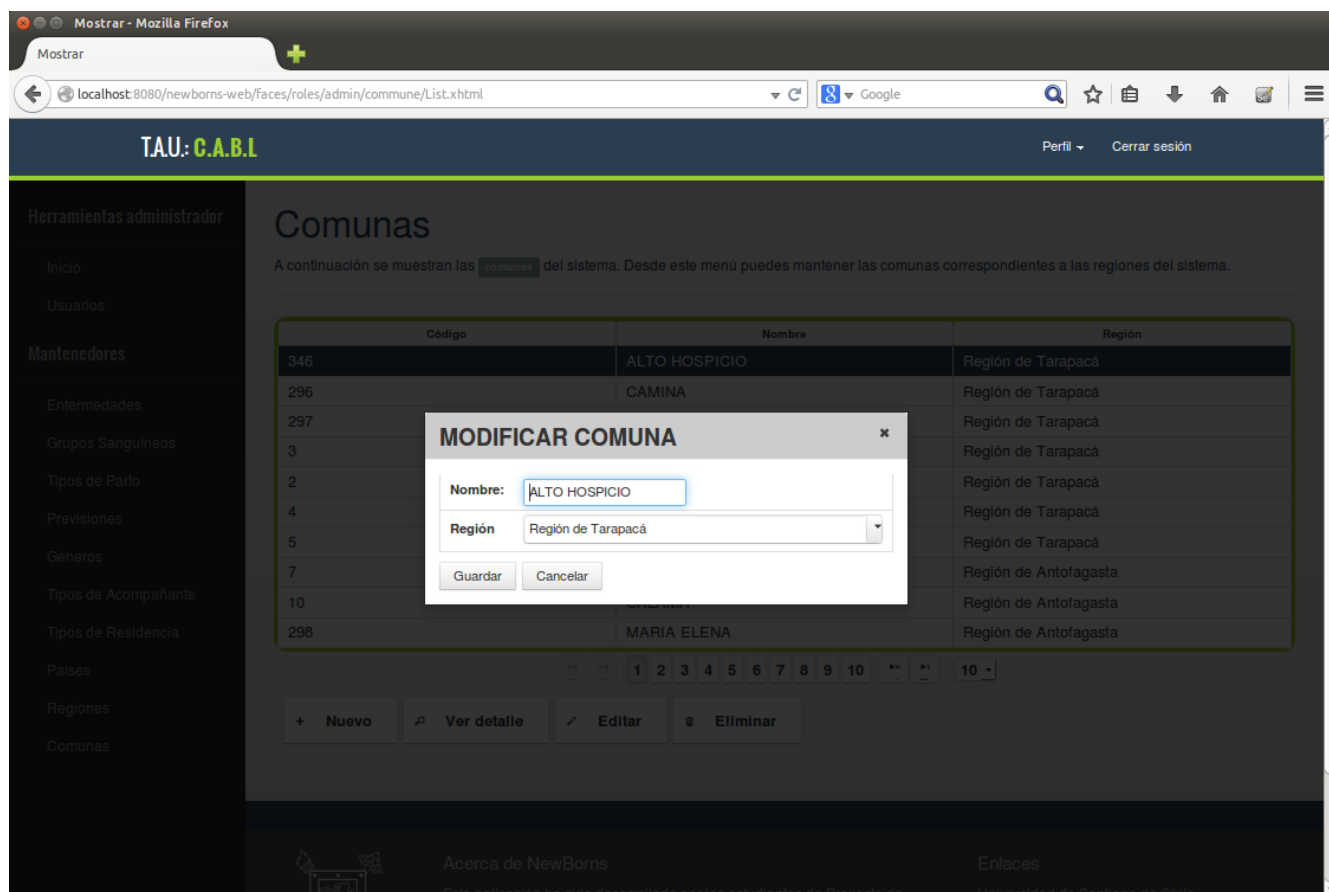 Mostrar - Mozilla Firefox
Mostrar
localhost:8080/newborns-web/faces/roles/admin/commune/List.xhtml
Google
T.A.U.: C.A.B.L
Perfil
Cerrar sesión
Herramientas administrador
Inicio
Usuarios
Mantenedores
Enfermedades
Grupos Sanguineos
Tipos de Parto
Previsiones
Géneros
Tipos de Acompañante
Tipos de Residencia
Paises
Regiones
Comunas
Comunas
A continuación se muestran las comunas del sistema. Desde este menú puedes mantener las comunas correspondientes a las regiones del sistema.
Código Nombre Región
346 ALTO HOSPICIO Región de Tarapacá
296 CAMINA Región de Tarapacá
297 Región de Tarapacá
3 Región de Tarapacá
2 Región de Tarapacá
4 Región de Tarapacá
5 Región de Tarapacá
7 Región de Antofagasta
10 Región de Antofagasta
298 MARIA ELENA Región de Antofagasta
1 2 3 4 5 6 7 8 9 10 10
Nuevo
Ver detalle
Editar
Eliminar
MODIFICAR COMUNA
Nombre: ALTO HOSPICIO
Región Región de Tarapacá
Guardar
Cancelar
Acerca de NewBorns
Enlaces